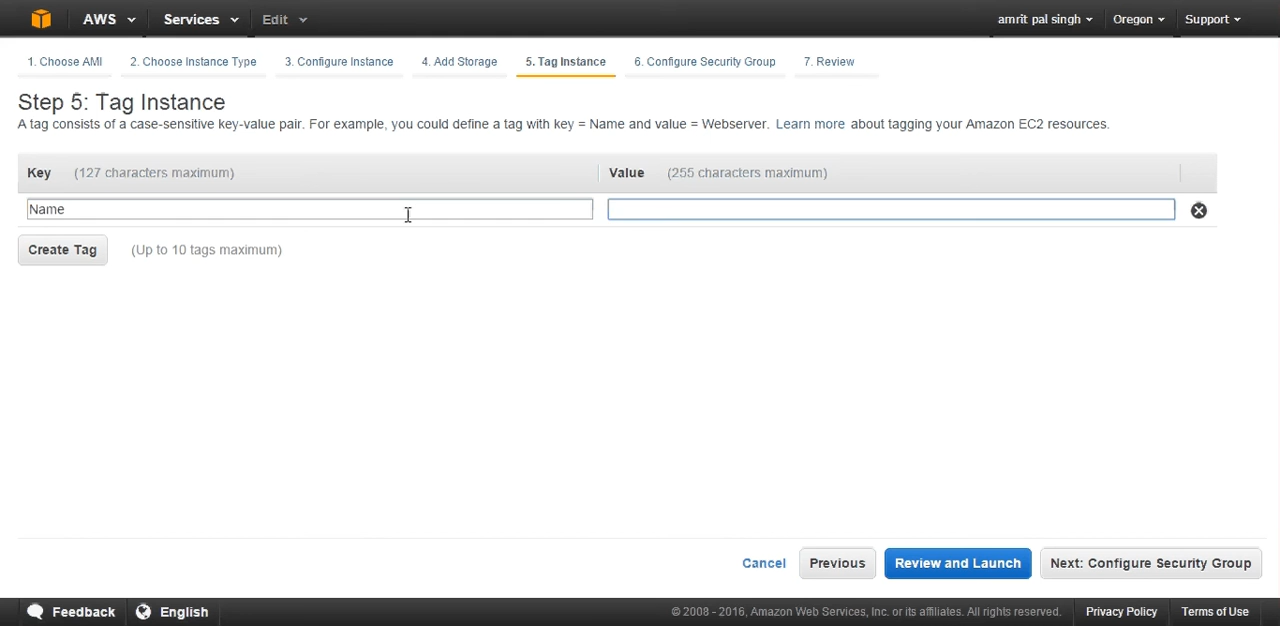 AWS Services Edit amrit pal singh Oregon Support
1. Choose AMI 2. Choose Instance Type 3. Configure Instance 4. Add Storage 5. Tag Instance 6. Configure Security Group 7. Review
Step 5: Tag Instance
A tag consists of a case-sensitive key-value pair. For example, you could define a tag with key = Name and value = Webserver. Learn more about tagging your Amazon EC2 resources.
Key (127 characters maximum) Value (255 characters maximum)
Name
Create Tag (Up to 10 tags maximum)
Cancel Previous Review and Launch Next: Configure Security Group
Feedback English © 2008 - 2016, Amazon Web Services, Inc. or its affiliates. All rights reserved. Privacy Policy Terms of Use